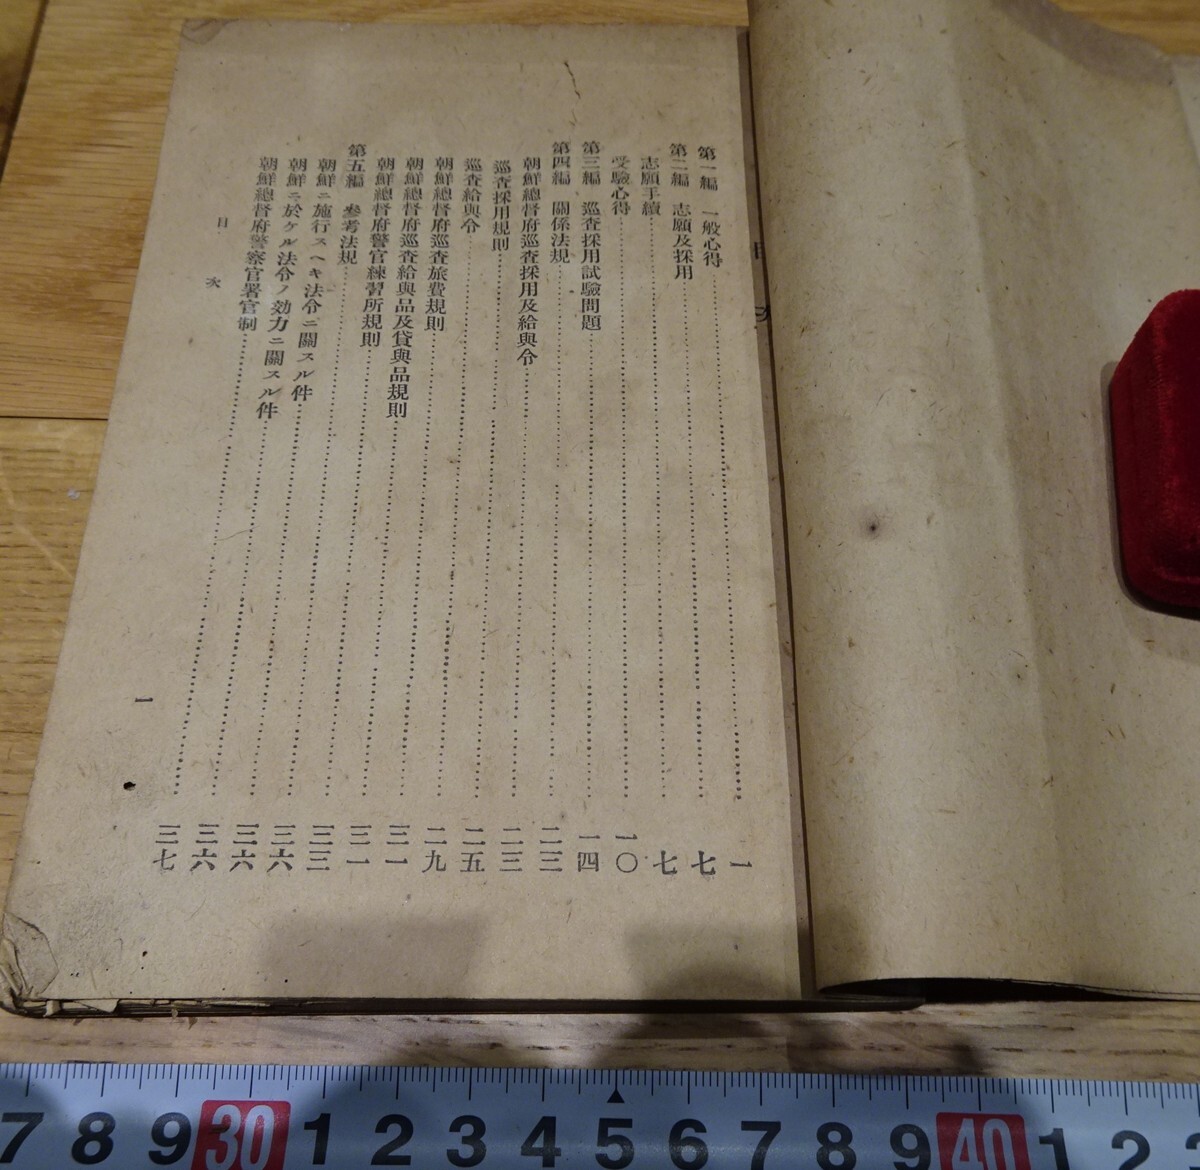 目次
第一編 一般心得 一
第二編 志願及採用 七
志願手續 七
受驗心得 一〇
第三編 巡査採用試驗問題 一四
第四編 關係法規 二三
朝鮮總督府巡査採用及給與令 二三
巡査採用規則 二五
巡査給與令 二九
朝鮮總督府巡査旅費規則 三一
朝鮮總督府巡査給與品及貸與品規則 三一
朝鮮總督府警官練習所規則 三三
第五編 參考法規 三六
朝鮮ニ施行スヘキ法令ニ關スル件 三六
朝鮮ニ於ケル法令ノ効力ニ關スル件 三六
朝鮮總督府警察官署官制 三七
目次
一
7 8 9 30 1 2 3 4 5 6 7 8 9 40 1 2 3